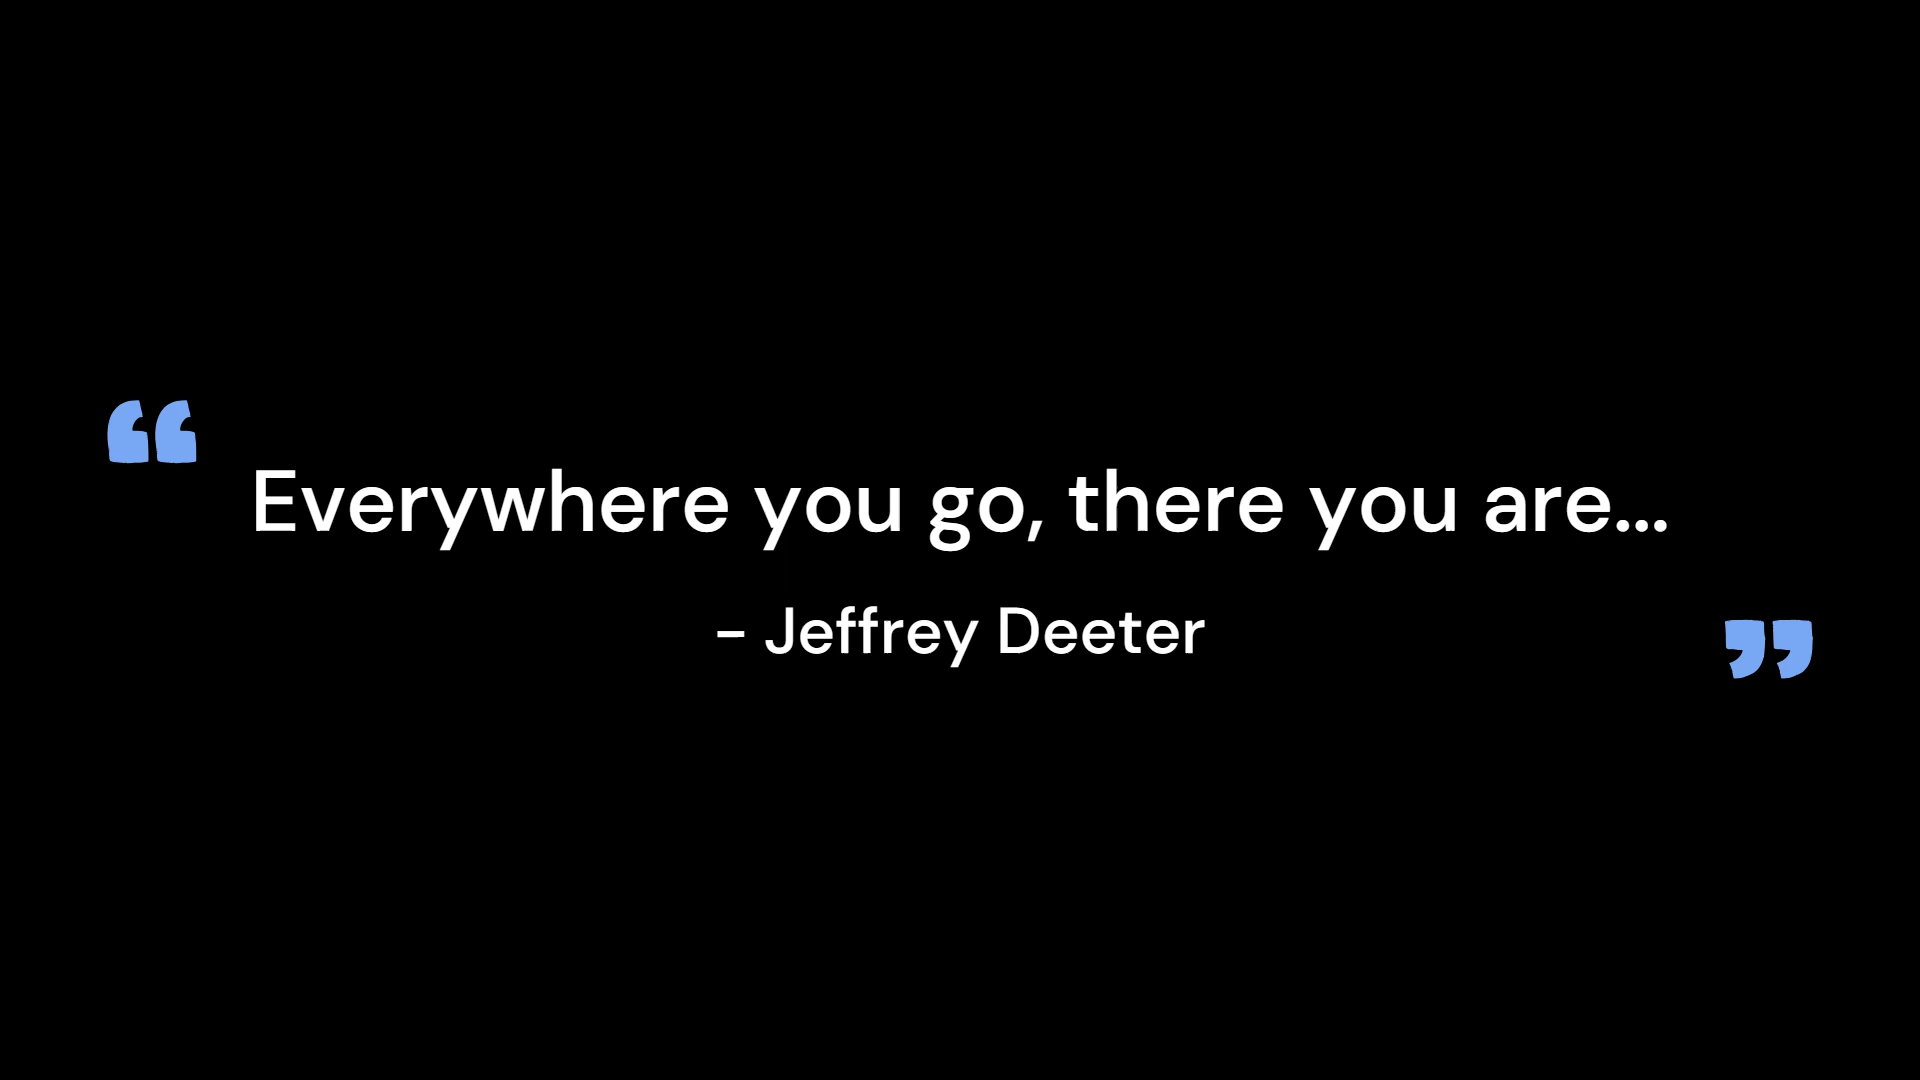 “
Everywhere you go, there you are...
- Jeffrey Deeter
”